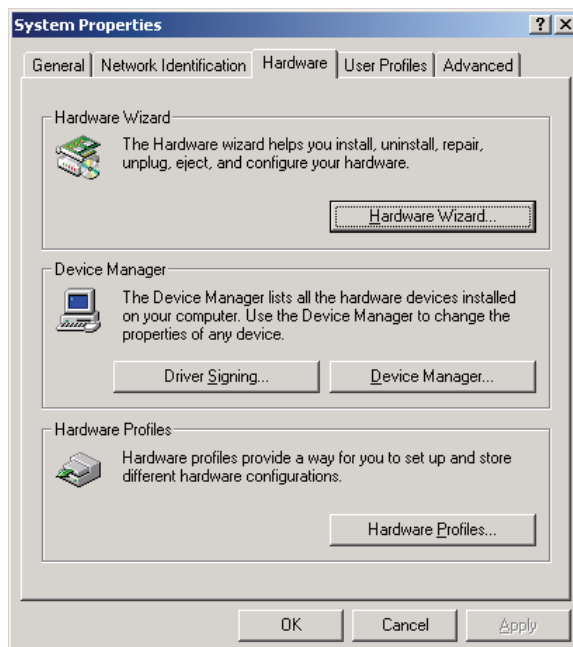 System Properties
? X
General Network Identification Hardware User Profiles Advanced
Hardware Wizard
The Hardware wizard helps you install, uninstall, repair,
unplug, eject, and configure your hardware.
Hardware Wizard...
Device Manager
The Device Manager lists all the hardware devices installed
on your computer. Use the Device Manager to change the
properties of any device.
Driver Signing... Device Manager...
Hardware Profiles
Hardware profiles provide a way for you to set up and store
different hardware configurations.
Hardware Profiles...
OK Cancel Apply